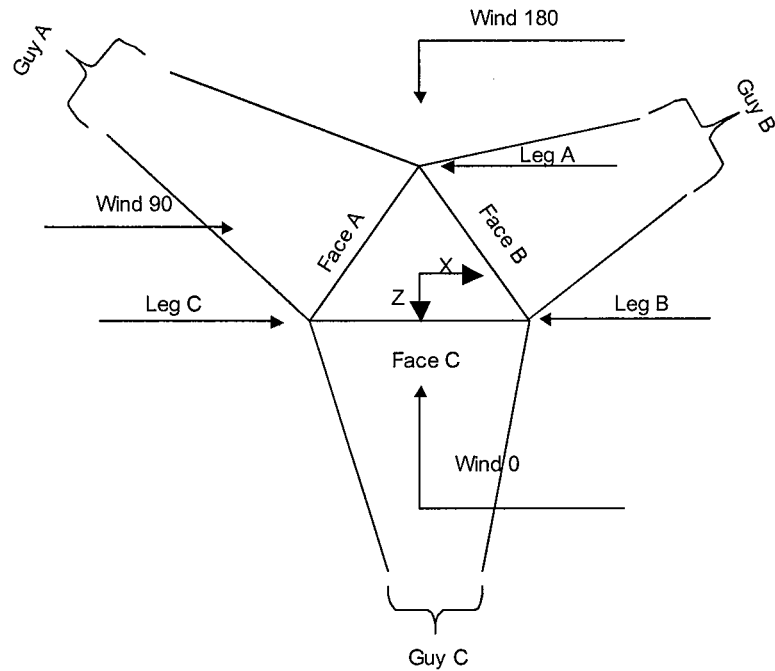 Wind 180
Guy A
Guy B
Leg A
Wind 90
Face A
Face B
X
Z
Leg C
Leg B
Face C
Wind 0
Guy C